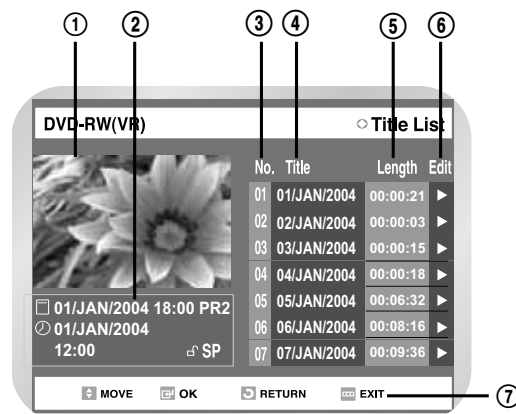 ① ② ③ ④ ⑤ ⑥
DVD-RW(VR) Title List
No. Title Length Edit
01 01/JAN/2004 00:00:21 ►
02 02/JAN/2004 00:00:03 ►
03 03/JAN/2004 00:00:15 ►
04 04/JAN/2004 00:00:18 ►
05 05/JAN/2004 00:06:32 ►
06 06/JAN/2004 00:08:16 ►
07 07/JAN/2004 00:09:36 ►
01/JAN/2004 18:00 PR2
01/JAN/2004
12:00 SP
MOVE OK RETURN EXIT ⑦